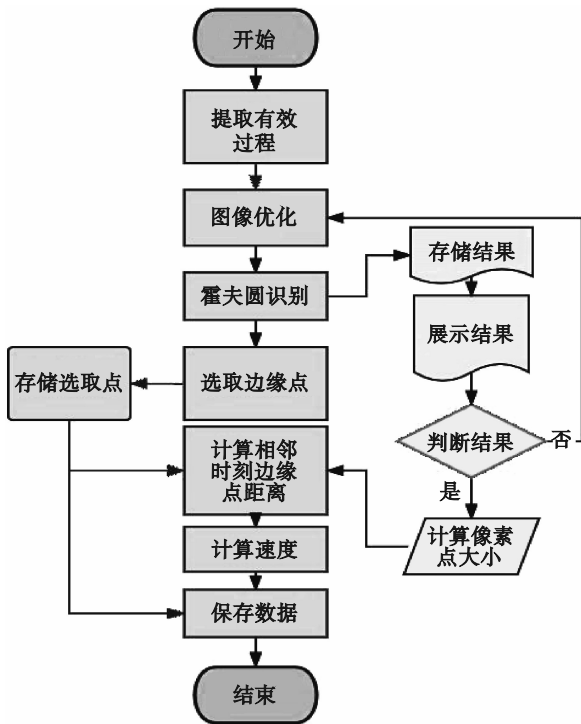 开始
提取有效
过程
图像优化
霍夫圆识别
存储结果
展示结果
存储选取点
选取边缘点
判断结果
否
是
计算相邻
时刻边缘
点距离
计算像素
点大小
计算速度
保存数据
结束